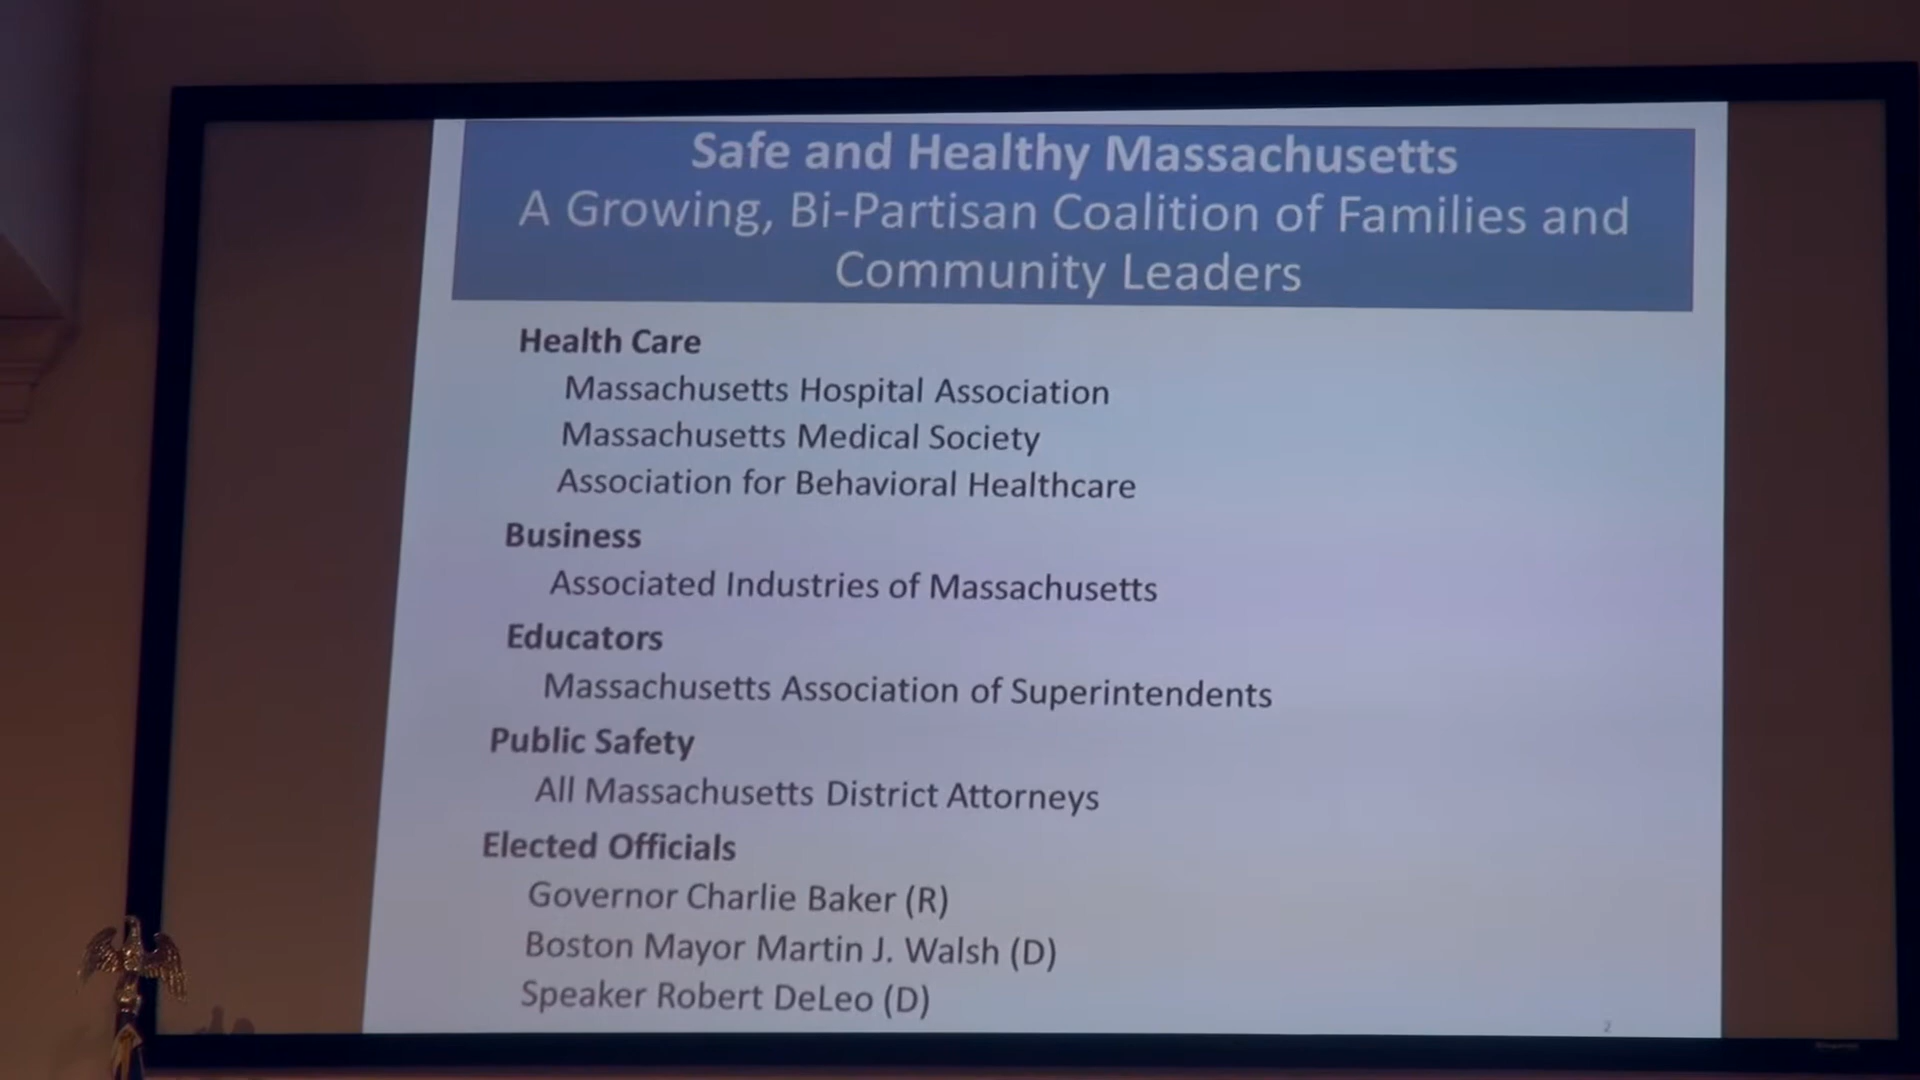 Safe and Healthy Massachusetts
A Growing, Bi-Partisan Coalition of Families and
Community Leaders
Health Care
Massachusetts Hospital Association
Massachusetts Medical Society
Association for Behavioral Healthcare
Business
Associated Industries of Massachusetts
Educators
Massachusetts Association of Superintendents
Public Safety
All Massachusetts District Attorneys
Elected Officials
Governor Charlie Baker (R)
Boston Mayor Martin J. Walsh (D)
Speaker Robert DeLeo (D)
2